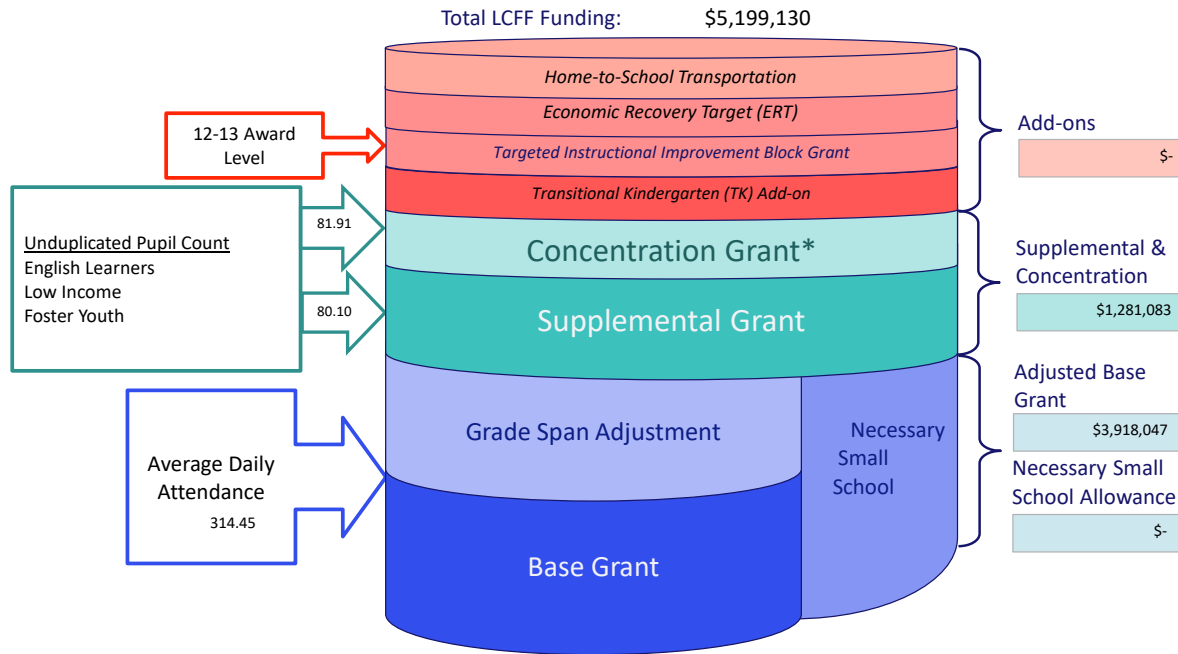 Total LCFF Funding: $5,199,130
Home-to-School Transportation
Economic Recovery Target (ERT)
Targeted Instructional Improvement Block Grant
Transitional Kindergarten (TK) Add-on
Concentration Grant*
Supplemental Grant
Grade Span Adjustment
Base Grant
Necessary
Small
School
12-13 Award
Level
Unduplicated Pupil Count
English Learners
Low Income
Foster Youth
81.91
80.10
Average Daily
Attendance
314.45
Add-ons
$-
Supplemental &
Concentration
$1,281,083
Adjusted Base
Grant
$3,918,047
Necessary Small
School Allowance
$-